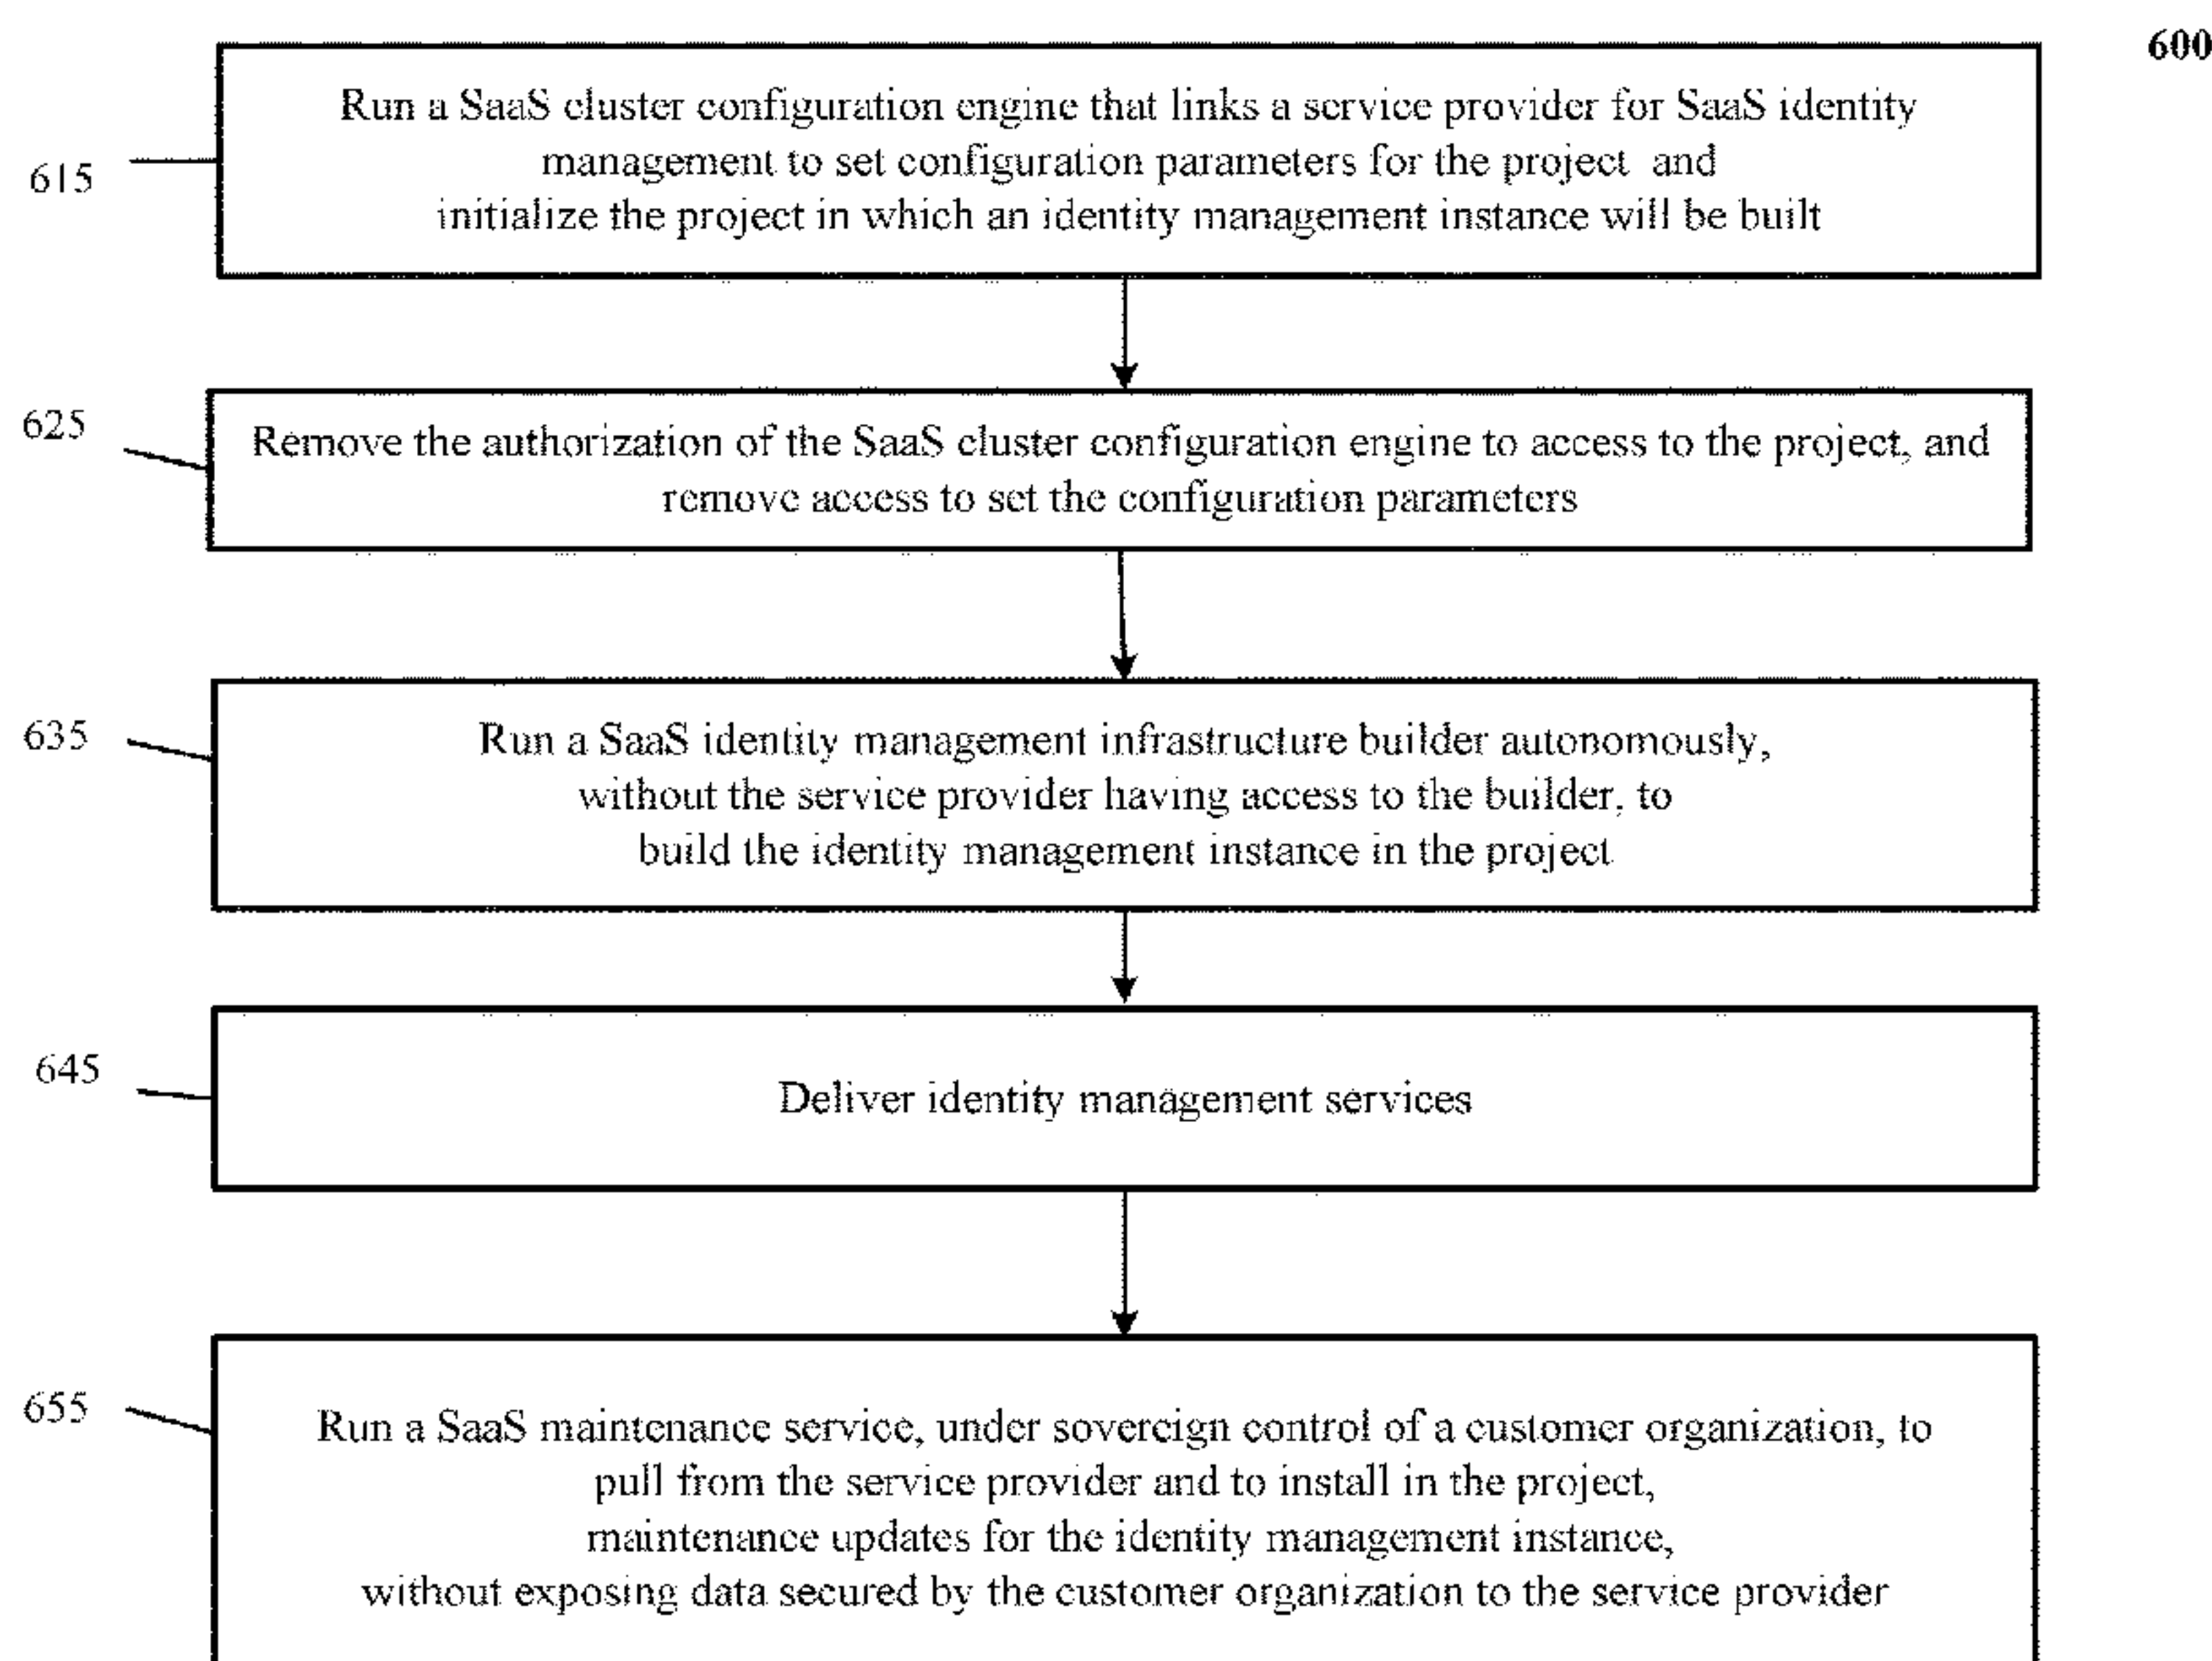 600
Run a SaaS cluster configuration engine that links a service provider for SaaS identity
management to set configuration parameters for the project and
initialize the project in which an identity management instance will be built
615
625
Remove the authorization of the SaaS cluster configuration engine to access to the project, and
remove access to set the configuration parameters
635
Run a SaaS identity management infrastructure builder autonomously,
without the service provider having access to the builder, to
build the identity management instance in the project
645
Deliver identity management services
655
Run a SaaS maintenance service, under sovereign control of a customer organization, to
pull from the service provider and to install in the project,
maintenance updates for the identity management instance,
without exposing data secured by the customer organization to the service provider